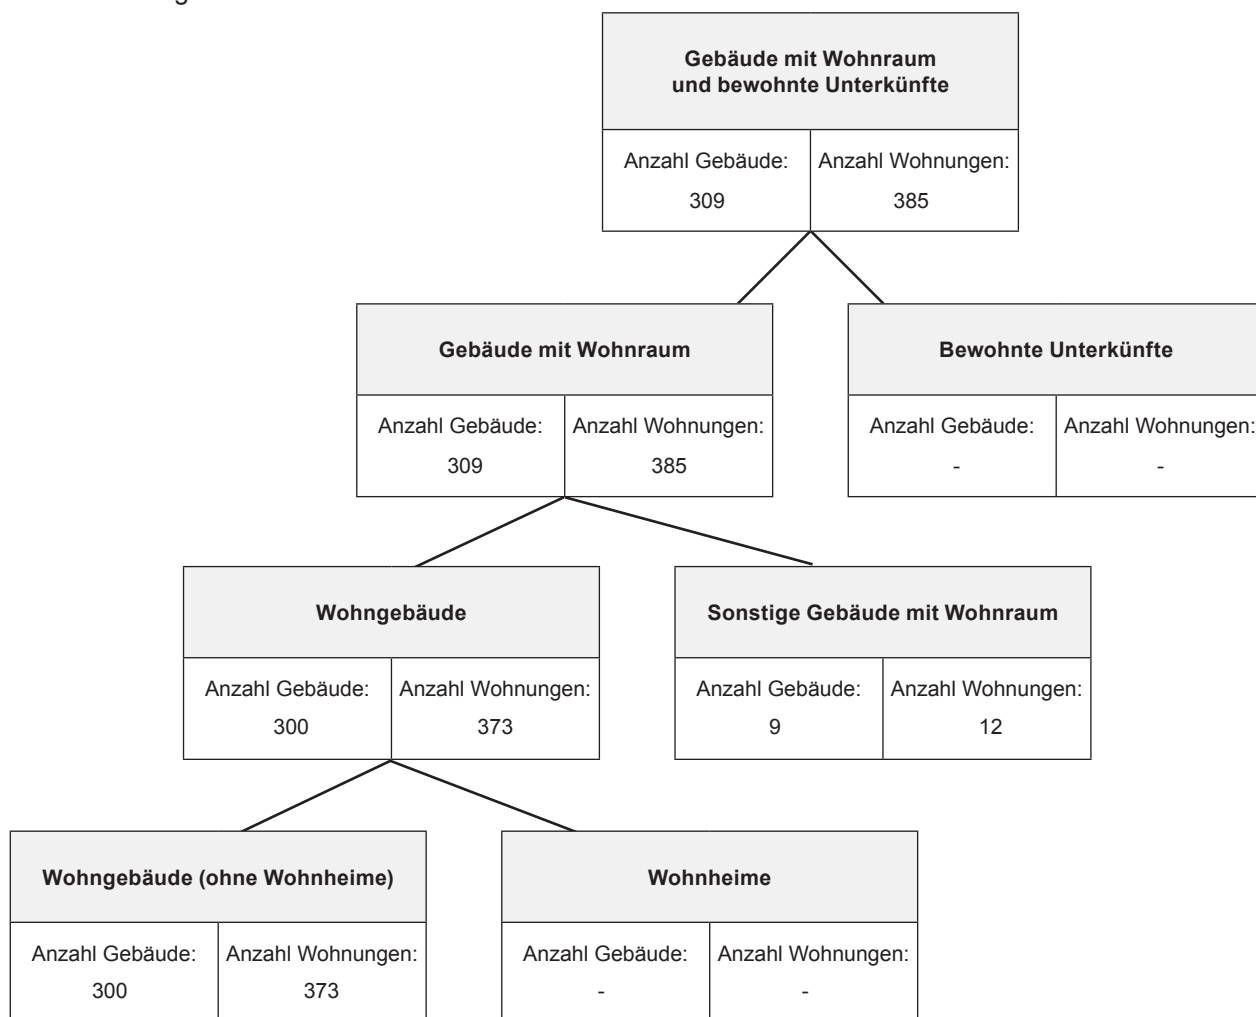 Gebäude mit Wohnraum
und bewohnte Unterkünfte
Anzahl Gebäude: Anzahl Wohnungen:
309 385
Gebäude mit Wohnraum
Bewohnte Unterkünfte
Anzahl Gebäude: Anzahl Wohnungen:
309 385
Anzahl Gebäude: Anzahl Wohnungen:
- -
Wohngebäude
Sonstige Gebäude mit Wohnraum
Anzahl Gebäude: Anzahl Wohnungen:
300 373
Anzahl Gebäude: Anzahl Wohnungen:
9 12
Wohngebäude (ohne Wohnheime)
Wohnheime
Anzahl Gebäude: Anzahl Wohnungen:
300 373
Anzahl Gebäude: Anzahl Wohnungen:
- -